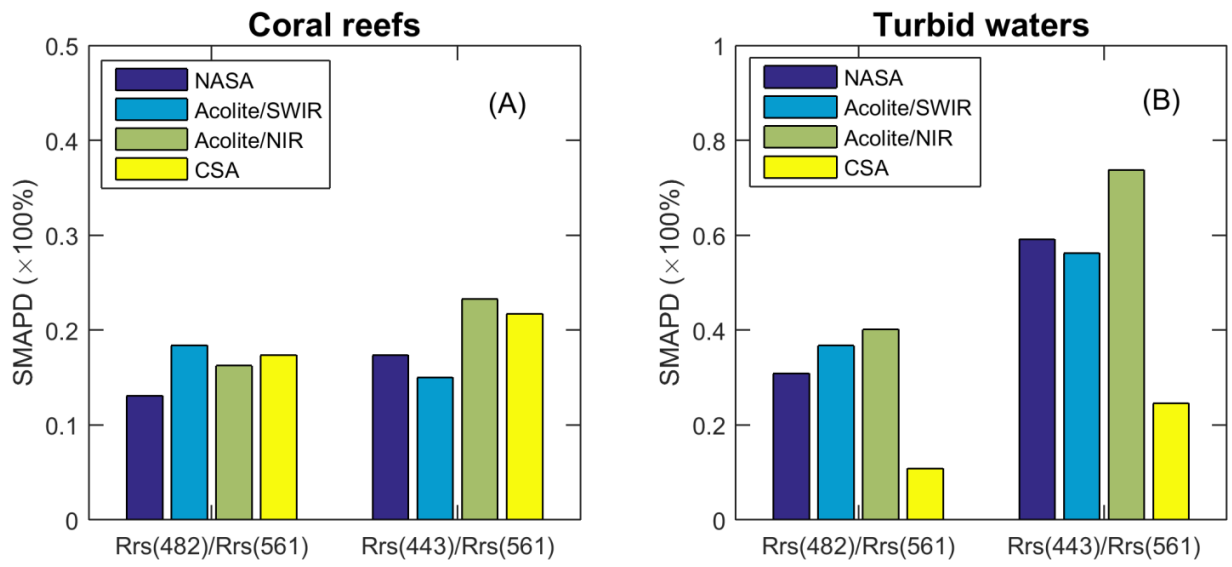 Coral reefs
0.5
0.4
0.3
0.2
0.1
0
SMAPD (×100%)
NASA
Acolite/SWIR
Acolite/NIR
CSA
(A)
Rrs(482)/Rrs(561)
Rrs(443)/Rrs(561)
Turbid waters
1
0.8
0.6
0.4
0.2
0
SMAPD (×100%)
NASA
Acolite/SWIR
Acolite/NIR
CSA
(B)
Rrs(482)/Rrs(561)
Rrs(443)/Rrs(561)